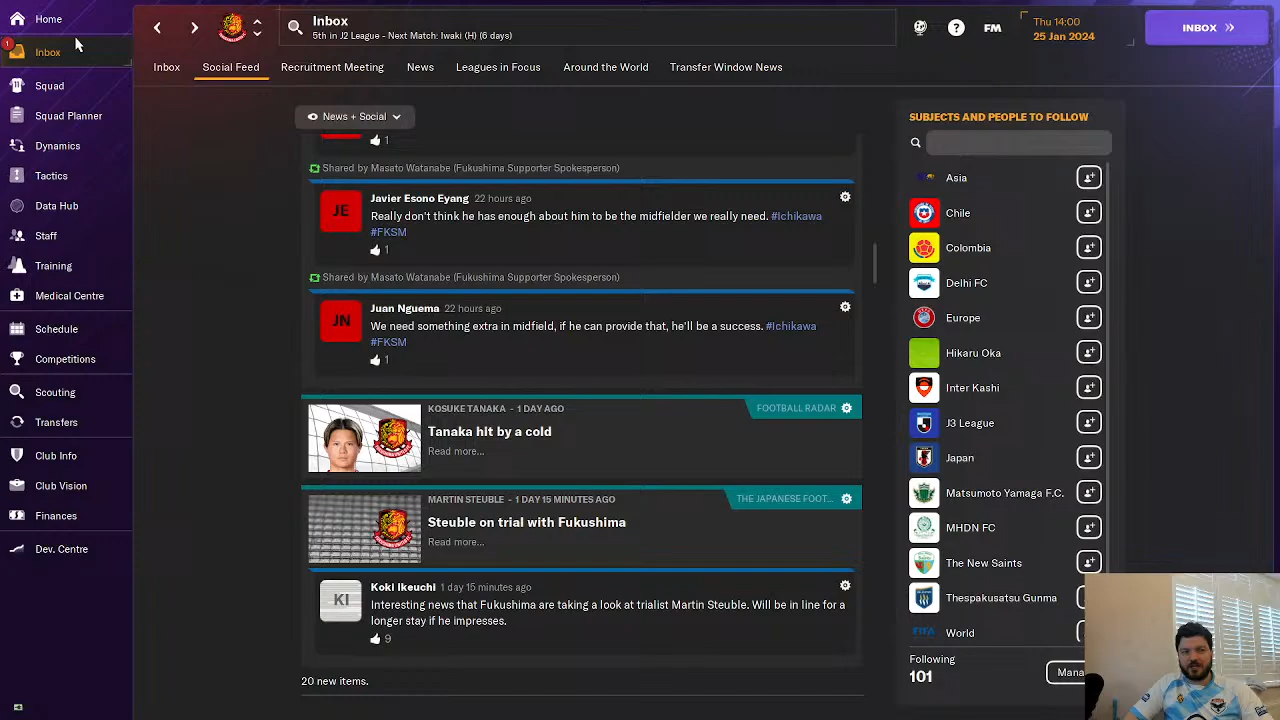 Home
Inbox
5th in J2 League - Next Match: Iwaki (H) (6 days)
FM
Thu 14:00
25 Jan 2024
INBOX
1
Inbox
Inbox
Social Feed
Recruitment Meeting
News
Leagues in Focus
Around the World
Transfer Window News
Squad
Squad Planner
Dynamics
Tactics
Data Hub
Staff
Training
Medical Centre
Schedule
Competitions
Scouting
Transfers
Club Info
Club Vision
Finances
Dev. Centre
News + Social
1
Shared by Masato Watanabe (Fukushima Supporter Spokesperson)
JE
Javier Esono Eyang 22 hours ago
Really don't think he has enough about him to be the midfielder we really need. #Ichikawa
#FKSM
1
Shared by Masato Watanabe (Fukushima Supporter Spokesperson)
JN
Juan Nguema 22 hours ago
We need something extra in midfield, if he can provide that, he'll be a success. #Ichikawa
#FKSM
1
KOSUKE TANAKA - 1 DAY AGO
FOOTBALL RADAR
Tanaka hit by a cold
Read more...
MARTIN STEUBLE - 1 DAY 15 MINUTES AGO
THE JAPANESE FOOT...
Steuble on trial with Fukushima
Read more...
KI
Koki Ikeuchi 1 day 15 minutes ago
Interesting news that Fukushima are taking a look at trialist Martin Steuble. Will be in line for a
longer stay if he impresses.
9
20 new items.
SUBJECTS AND PEOPLE TO FOLLOW
Asia
Chile
Colombia
Delhi FC
Europe
Hikaru Oka
Inter Kashi
J3 League
Japan
Matsumoto Yamaga F.C.
MHDN FC
The New Saints
Thespakusatsu Gunma
FIFA
World
Following
101
Mana